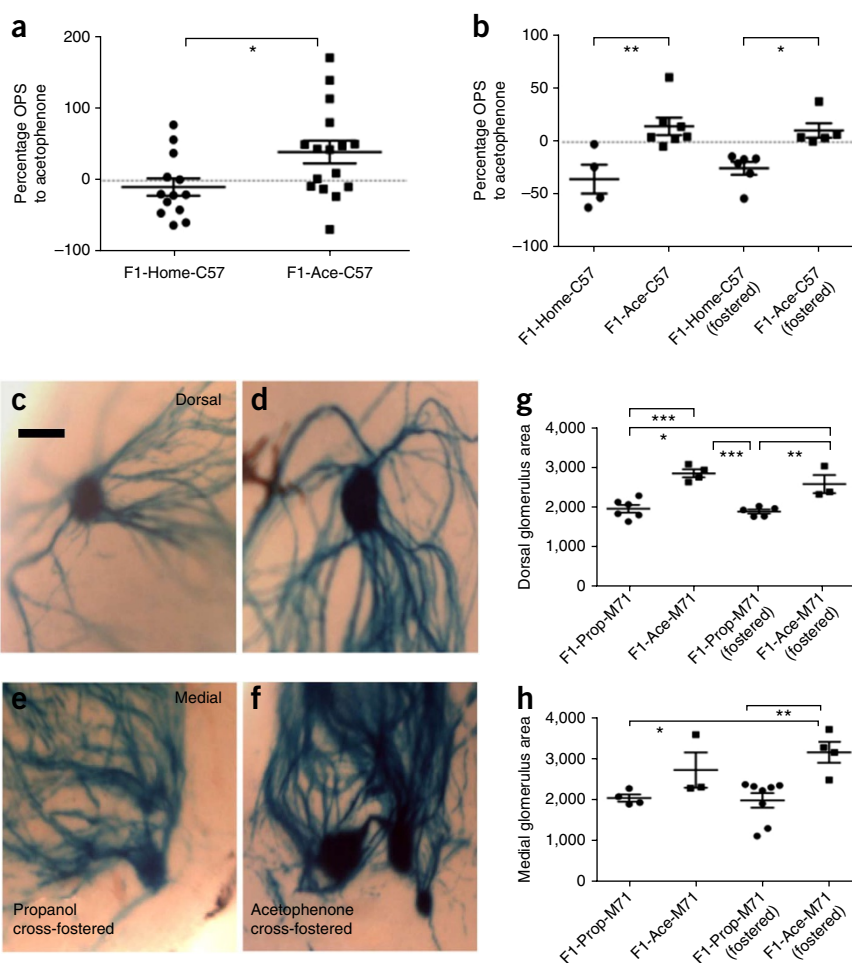 a
200
100
0
−100
Percentage OPS
to acetophenone
*
F1-Home-C57
F1-Ace-C57
b
100
50
0
−50
−100
Percentage OPS
to acetophenone
**
*
F1-Home-C57
F1-Ace-C57
F1-Home-C57
(fostered)
F1-Ace-C57
(fostered)
c
Dorsal
d
e
Medial
Propanol
cross-fostered
f
Acetophenone
cross-fostered
g
4,000
3,000
2,000
1,000
0
Dorsal glomerulus area
***
*
***
**
F1-Prop-M71
F1-Ace-M71
F1-Prop-M71
(fostered)
F1-Ace-M71
(fostered)
h
4,000
3,000
2,000
1,000
0
Medial glomerulus area
*
**
F1-Prop-M71
F1-Ace-M71
F1-Prop-M71
(fostered)
F1-Ace-M71
(fostered)